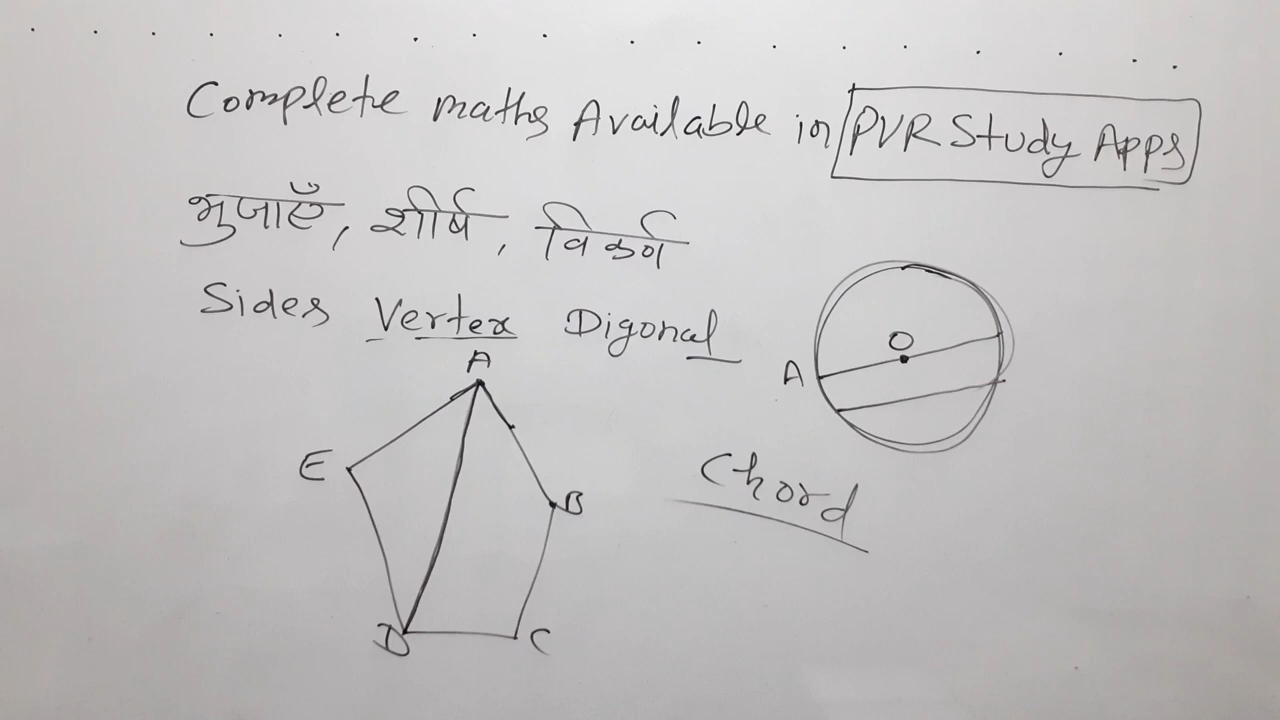 Complete maths Available in PVR Study Apps
भुजाएँ, शीर्ष, विकर्ण
Sides Vertex Digonal
A
O
A
E
B
Chord
D
C